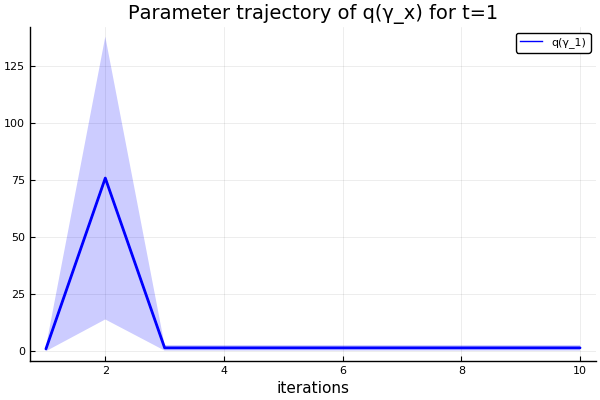 Parameter trajectory of q(γ_x) for t=1
q(γ_1)
125
100
75
50
25
0
2 4 6 8 10
iterations